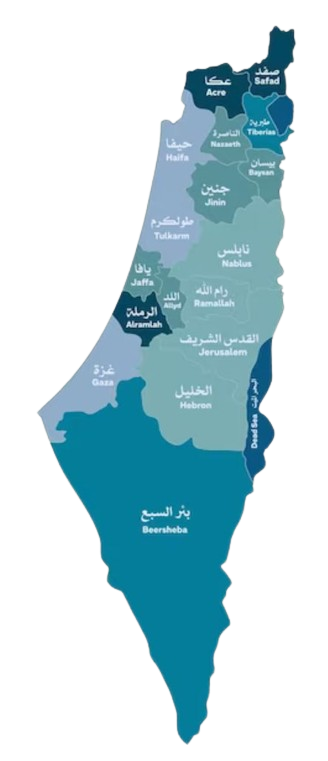 صفد
Safad
عكا
Acre
طبرية
Tiberias
الناصرة
Nazaeth
حيفا
Haifa
بيسان
Baysan
جنين
Jinin
طولكرم
Tulkarm
نابلس
Nablus
يافا
Jaffa
اللد
Allyd
رام الله
Ramallah
الرملة
Alramlah
القدس الشريف
Jerusalem
غزة
Gaza
الخليل
Hebron
البحر الميت
Dead Sea
بئر السبع
Beersheba